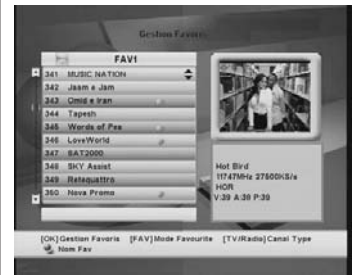 Gestion Favoris
FAV1
341 MUSIC NATION
342 Jaam e Jam
343 Omid e Iran
344 Tapesh
345 Words of Pea
346 LoveWorld
347 SAT2000
348 SKY Assist
349 Retequattro
350 Nova Promo
Hot Bird
11747MHz 27500KS/s
HOR
V:39 A:38 P:39
[OK]Gestion Favoris [FAV]Mode Favourite [TV/Radio]Canal Type
Nom Fav